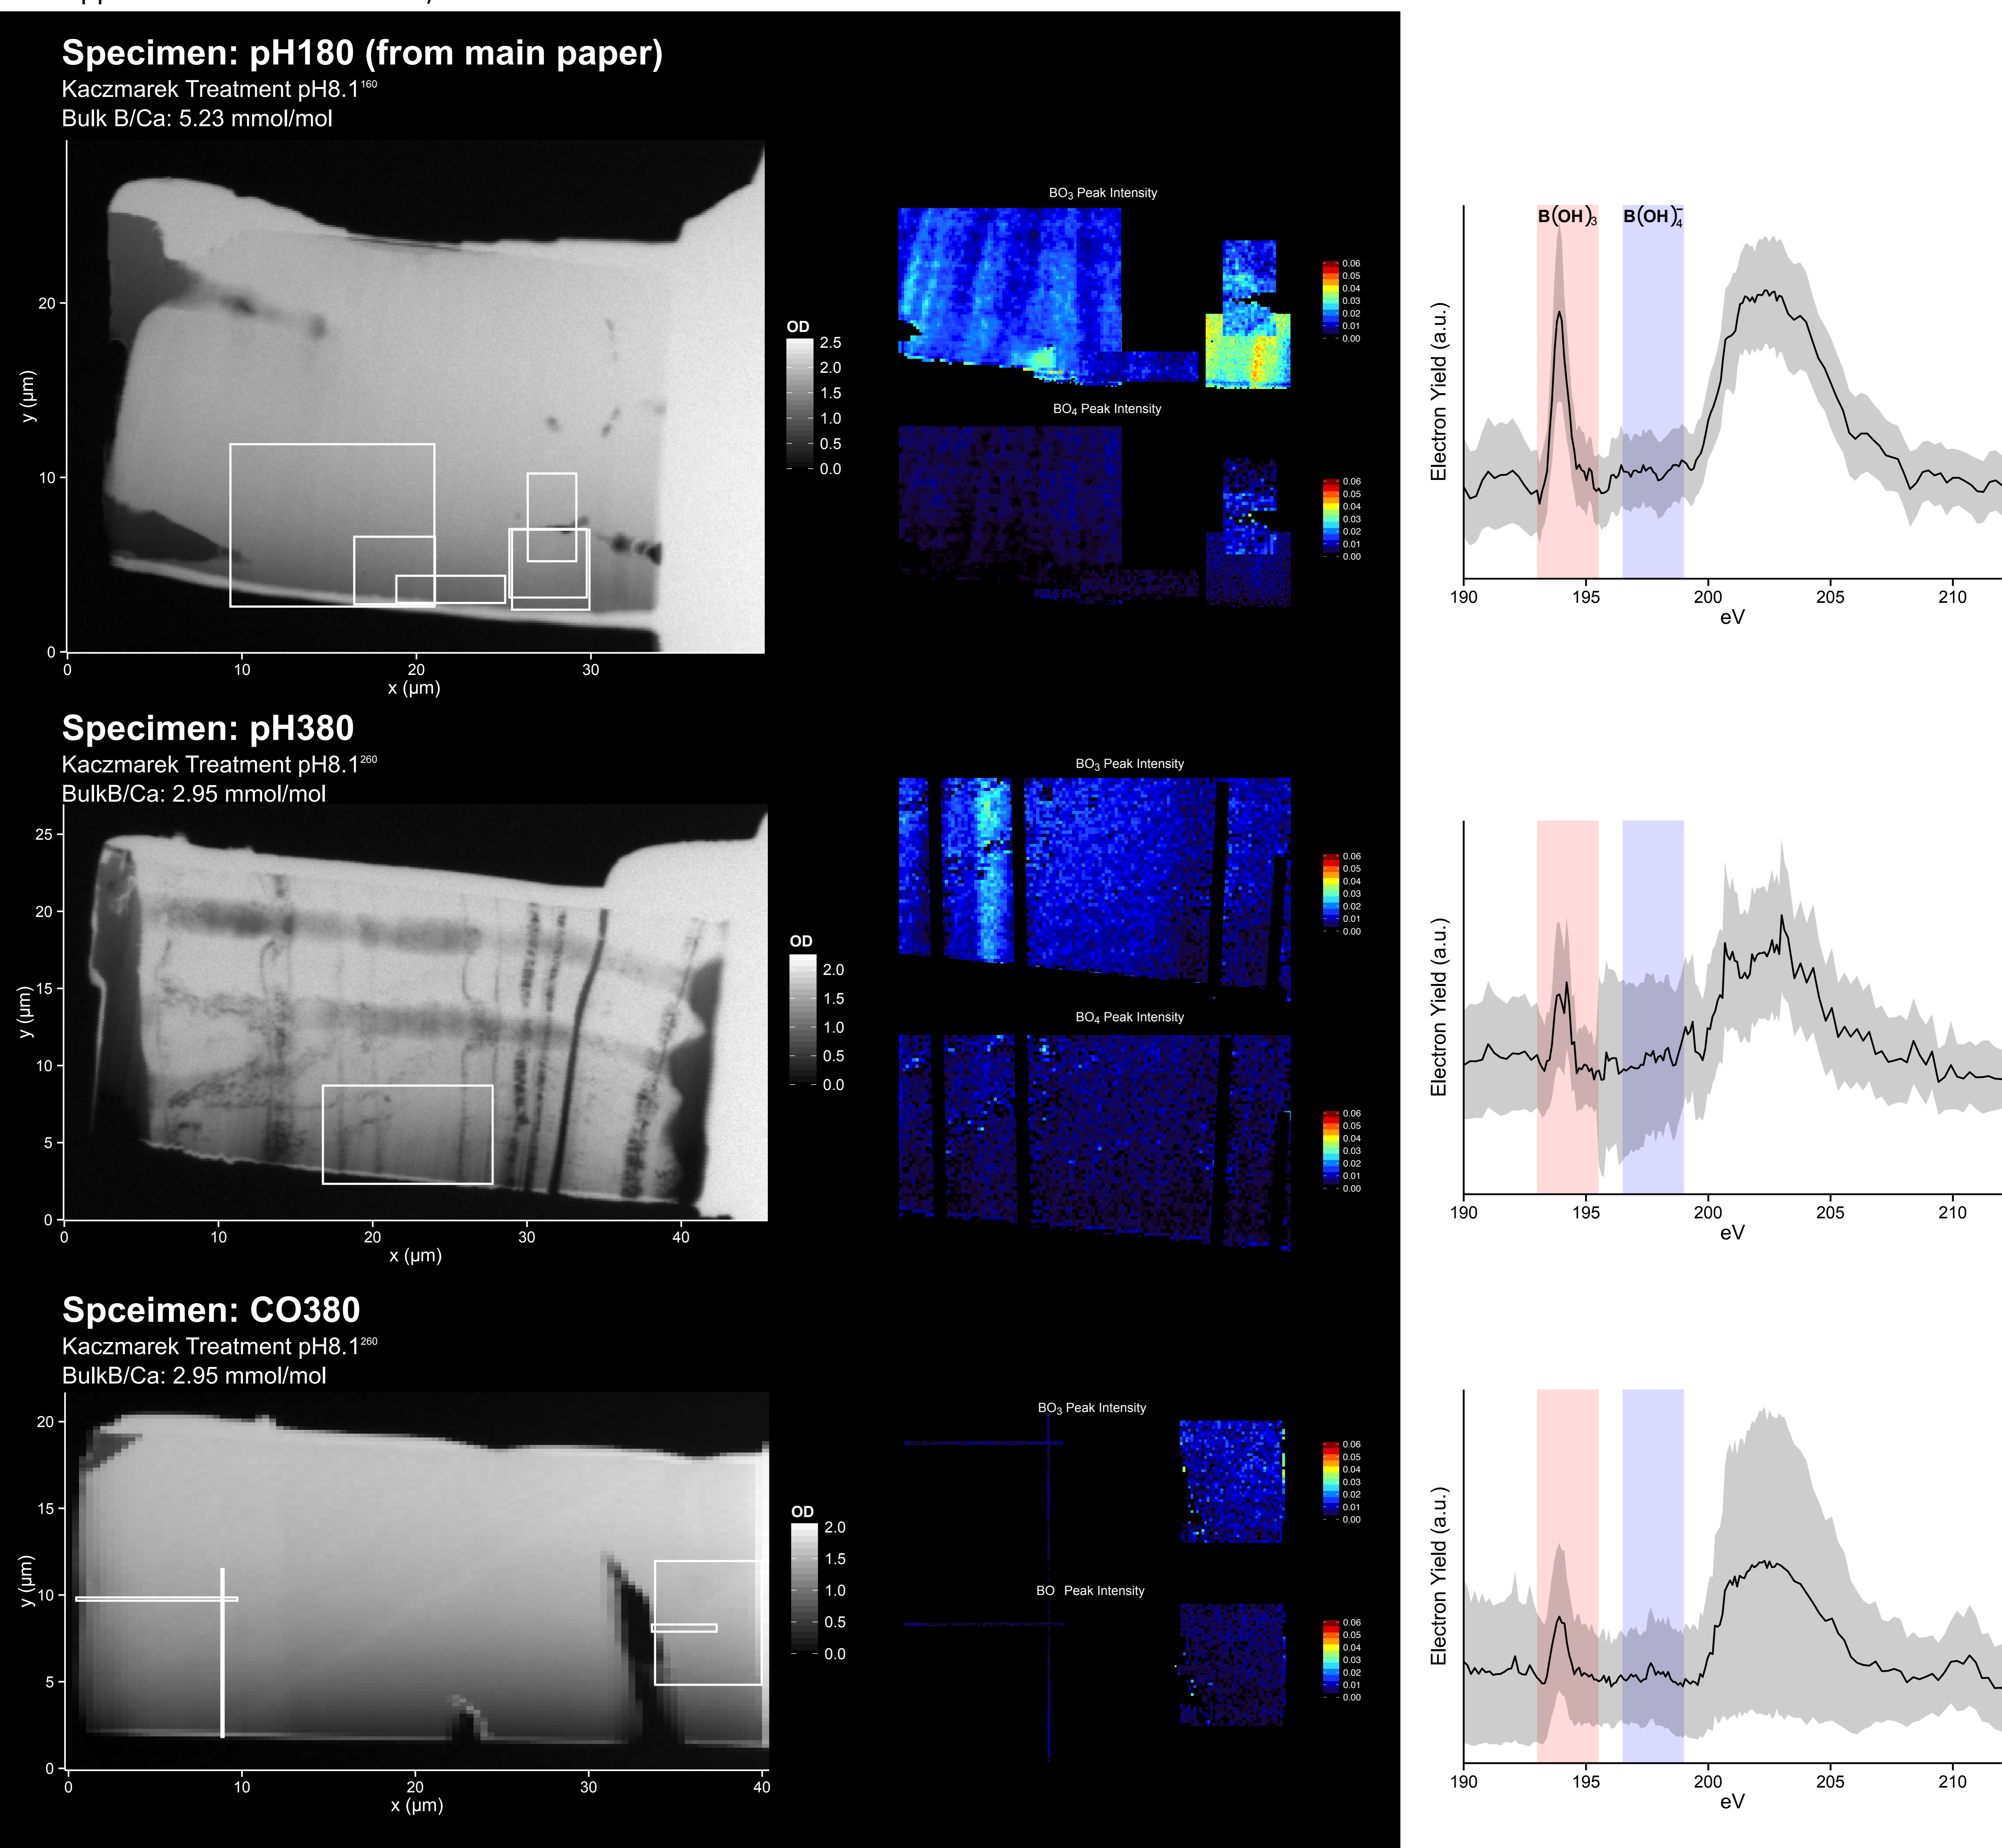 Specimen: pH180 (from main paper)
Kaczmarek Treatment pH8.1160
Bulk B/Ca: 5.23 mmol/mol
y (µm)
20
10
0
0 10 20 30
x (µm)
OD
2.5
2.0
1.5
1.0
0.5
0.0
BO3 Peak Intensity
0.06
0.05
0.04
0.03
0.02
0.01
0.00
BO4 Peak Intensity
0.06
0.05
0.04
0.03
0.02
0.01
0.00
B(OH)3 B(OH)4-
Electron Yield (a.u.)
190 195 200 205 210
eV
Specimen: pH380
Kaczmarek Treatment pH8.1260
BulkB/Ca: 2.95 mmol/mol
y (µm)
25
20
15
10
5
0
0 10 20 30 40
x (µm)
OD
2.0
1.5
1.0
0.5
0.0
BO3 Peak Intensity
0.06
0.05
0.04
0.03
0.02
0.01
0.00
BO4 Peak Intensity
0.06
0.05
0.04
0.03
0.02
0.01
0.00
Electron Yield (a.u.)
190 195 200 205 210
eV
Spceimen: CO380
Kaczmarek Treatment pH8.1260
BulkB/Ca: 2.95 mmol/mol
y (µm)
20
15
10
5
0
0 10 20 30 40
x (µm)
OD
2.0
1.5
1.0
0.5
0.0
BO3 Peak Intensity
0.06
0.05
0.04
0.03
0.02
0.01
0.00
BO Peak Intensity
0.06
0.05
0.04
0.03
0.02
0.01
0.00
Electron Yield (a.u.)
190 195 200 205 210
eV